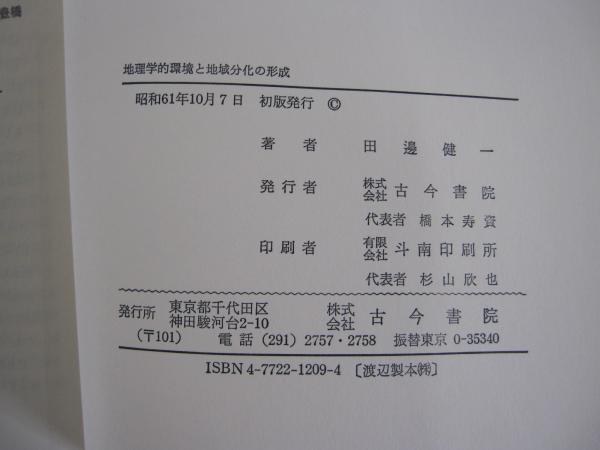 豊橋
地理学的環境と地域分化の形成
昭和61年10月7日 初版発行 ©
著者 田邊健一
発行者 株式会社 古今書院
代表者 橋本寿資
印刷者 有限会社 斗南印刷所
代表者 杉山欣也
発行所 東京都千代田区神田駿河台2-10 株式会社 古今書院
(〒101) 電話 (291) 2757・2758 振替東京 0-35340
ISBN 4-7722-1209-4 〔渡辺製本㈱〕